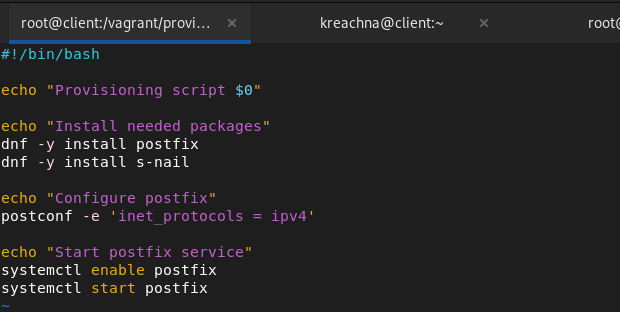 root@client:/vagrant/provi... ×
kreachna@client:~ ×
root@
#!/bin/bash
echo "Provisioning script $0"
echo "Install needed packages"
dnf -y install postfix
dnf -y install s-nail
echo "Configure postfix"
postconf -e 'inet_protocols = ipv4'
echo "Start postfix service"
systemctl enable postfix
systemctl start postfix
~